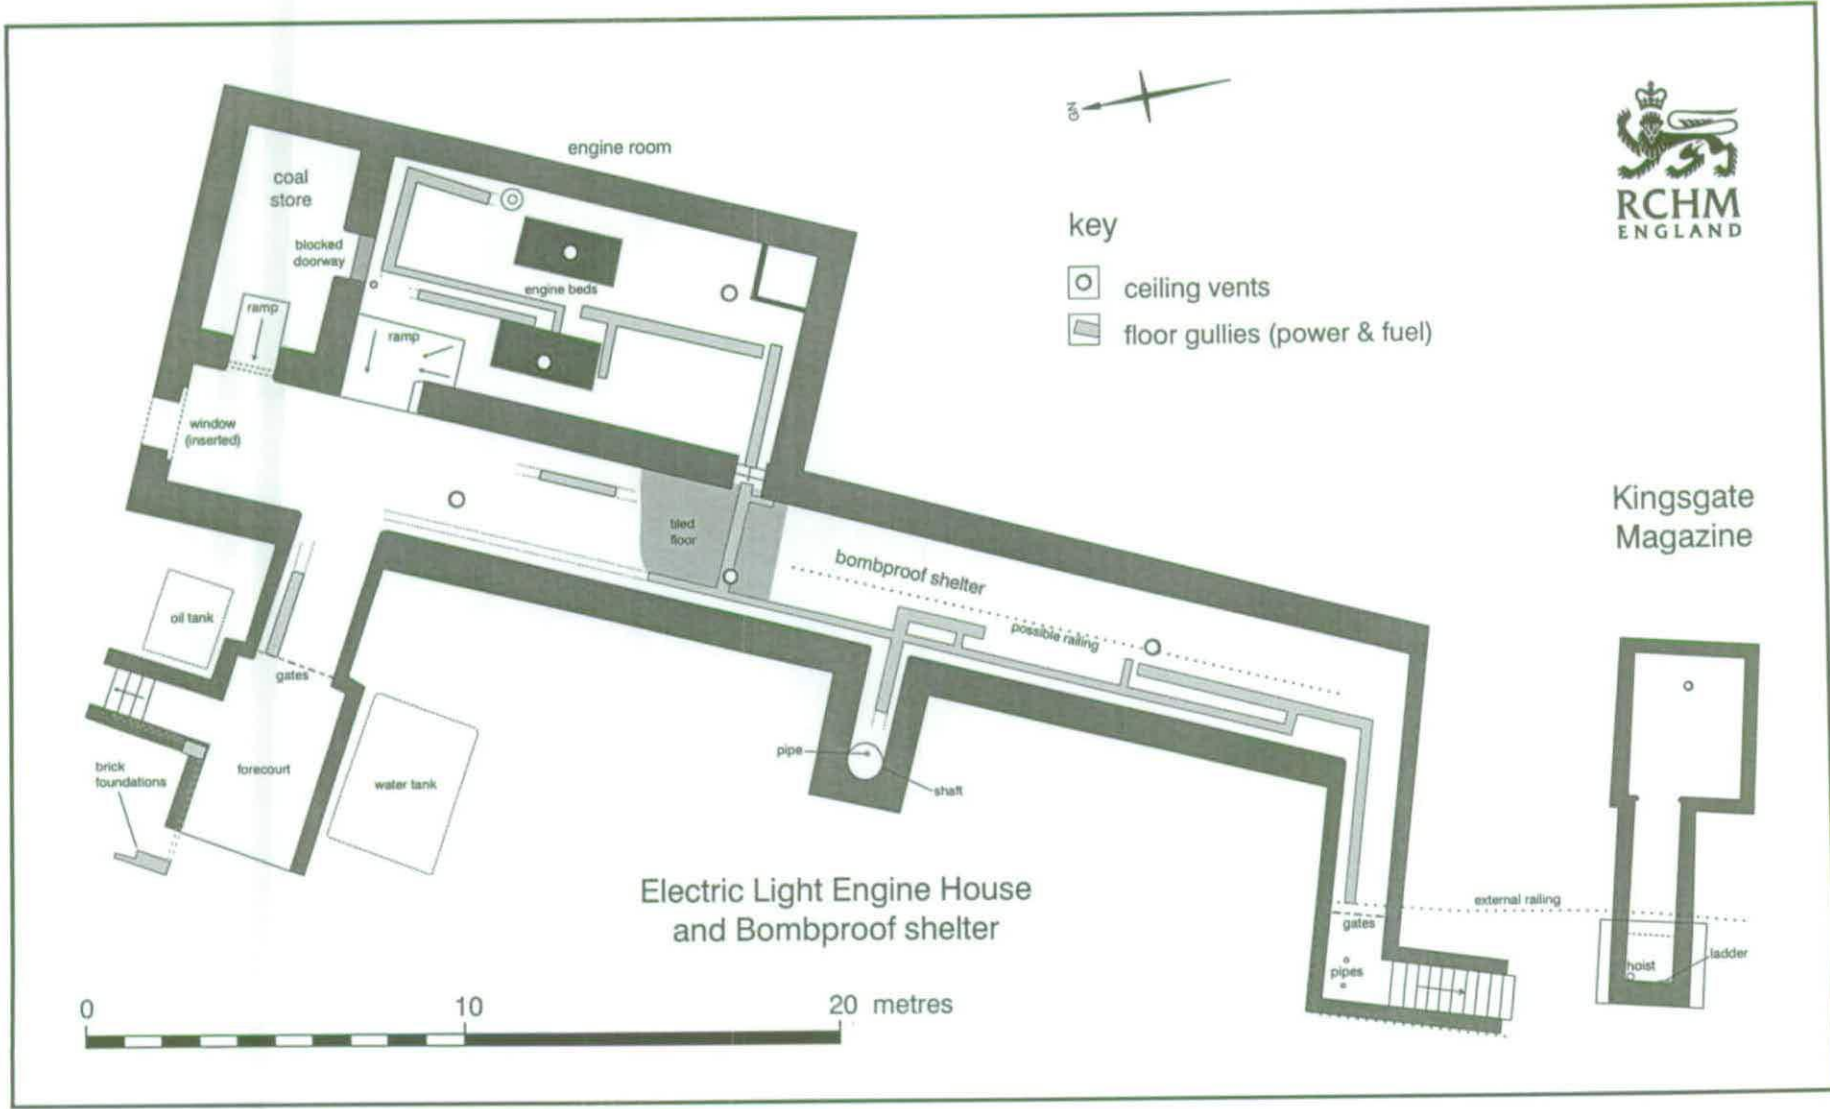 engine room
coal
store
blocked
doorway
ramp
engine beds
ramp
window
(inserted)
tiled
floor
bombproof shelter
possible railing
oil tank
gates
forecourt
water tank
brick
foundations
pipe
shaft
GN
key
ceiling vents
floor gullies (power & fuel)
RCHM
ENGLAND
Kingsgate
Magazine
external railing
gates
pipes
hoist
ladder
Electric Light Engine House
and Bombproof shelter
0 10 20 metres